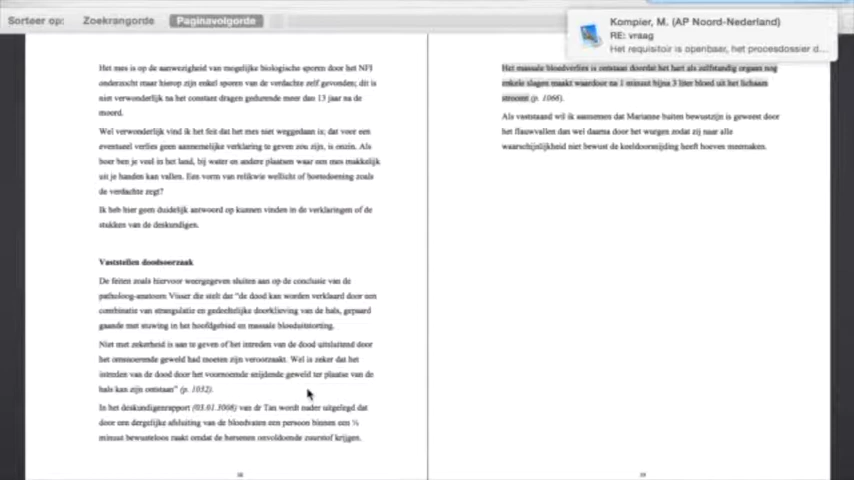 Sorteer op: Zoekrangorde Paginavolgorde
Kompier, M. (AP Noord-Nederland)
RE: vraag
Het requisitoir is openbaar, het procesdossier d...
Het mes is op de aanwezigheid van mogelijke biologische sporen door het NFI
onderzocht maar hierop zijn enkel sporen van de verdachte zelf gevonden; dit is
niet verwonderlijk na het constant dragen gedurende meer dan 13 jaar na de
moord.
Wel verwonderlijk vind ik het feit dat het mes niet weggedaan is; dat voor een
eventueel verlies geen aannemelijke verklaring te geven zou zijn, is onzin. Als
boer ben je veel in het land, bij water en andere plaatsen waar een mes makkelijk
uit je handen kan vallen. Een vorm van relikwie wellicht of boetedoening zoals
de verdachte zegt?
Ik heb hier geen duidelijk antwoord op kunnen vinden in de verklaringen of de
stukken van de deskundigen.
Vaststellen doodsoorzaak
De feiten zoals hiervoor weergegeven sluiten aan op de conclusie van de
patholoog-anatoom Visser die stelt dat "de dood kan worden verklaard door een
combinatie van strangulatie en gedeeltelijke doorklieving van de hals, gepaard
gaande met stuwing in het hoofdgebied en massale bloeduitstorting.
Niet met zekerheid is aan te geven of het intreden van de dood uitsluitend door
het omsnoerende geweld had moeten zijn veroorzaakt. Wel is zeker dat het
intreden van de dood door het voornoemde snijdende geweld ter plaatse van de
hals kan zijn ontstaan" (p. 1032).
In het deskundigenrapport (03.01.3006) van dr Tan wordt nader uitgelegd dat
door een dergelijke afsluiting van de bloedvaten een persoon binnen een ½
minuut bewusteloos raakt omdat de hersenen onvoldoende zuurstof krijgen.
38
Het massale bloedverlies is ontstaan doordat het hart als zelfstandig orgaan nog
enkele slagen maakt waardoor na 1 minuut bijna 3 liter bloed uit het lichaam
stroomt (p. 1066).
Als vaststaand wil ik aannemen dat Marianne buiten bewustzijn is geweest door
het flauwvallen dan wel daarna door het wurgen zodat zij naar alle
waarschijnlijkheid niet bewust de keeldoorsnijding heeft hoeven meemaken.
39